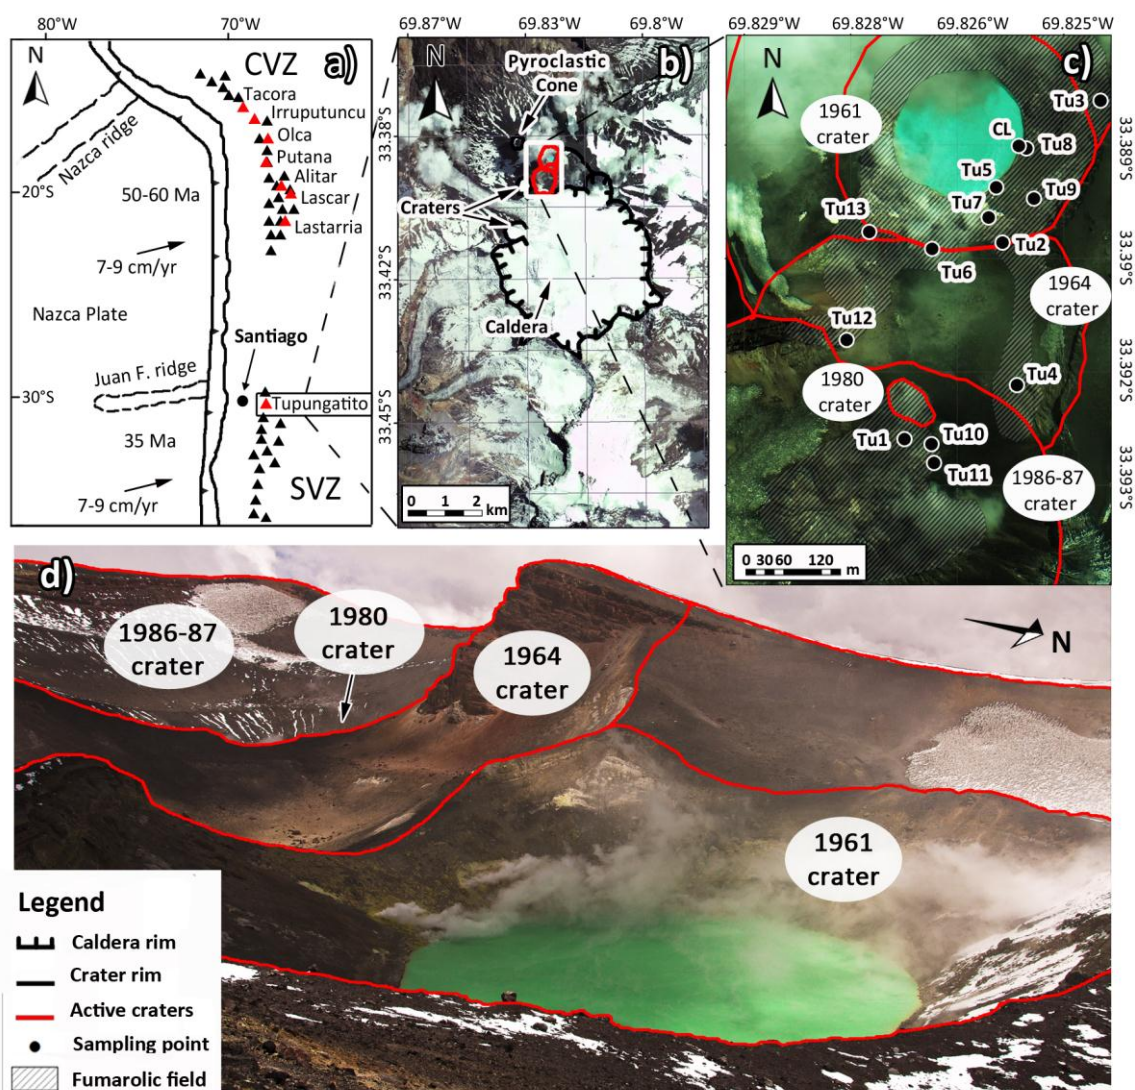 80°W
70°W
N
CVZ
a)
Tacora
Irruputuncu
Olca
Putana
Alitar
Lascar
Lastarria
Nazca ridge
20°S
50-60 Ma
7-9 cm/yr
Nazca Plate
Santiago
Juan F. ridge
30°S
Tupungatito
35 Ma
7-9 cm/yr
SVZ
69.87°W
69.83°W
69.8°W
N
b)
Pyroclastic
Cone
33.38°S
Craters
33.42°S
Caldera
33.45°S
0 1 2
km
69.829°W
69.828°W
69.826°W
69.825°W
N
c)
1961
crater
Tu3
CL
Tu8
33.389°S
Tu5
Tu9
Tu7
Tu13
Tu2
33.39°S
Tu6
1964
crater
Tu12
33.392°S
1980
crater
Tu4
Tu1
Tu10
Tu11
33.393°S
1986-87
crater
0 30 60 120
m
d)
1986-87
crater
1980
crater
1964
crater
N
1961
crater
Legend
Caldera rim
Crater rim
Active craters
Sampling point
Fumarolic field